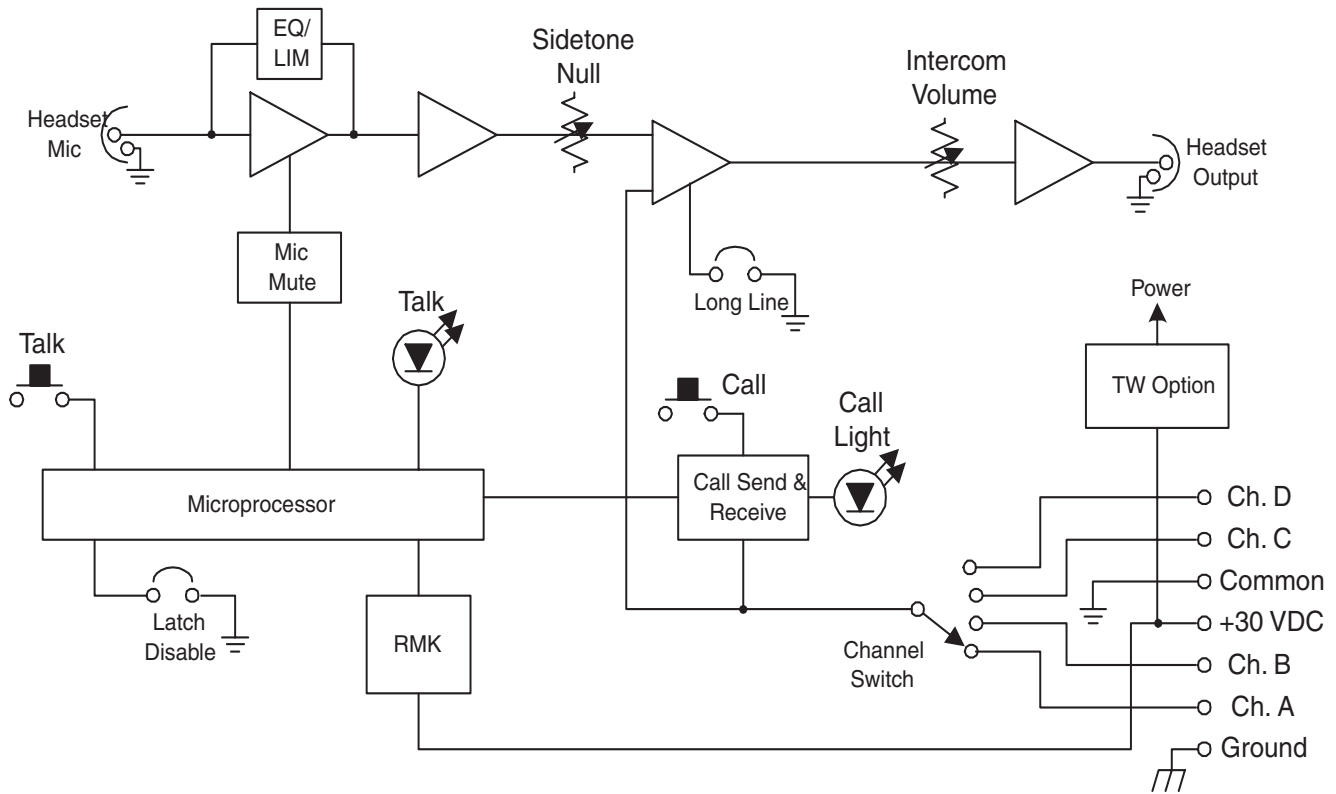 EQ/
LIM
Sidetone
Null
Intercom
Volume
Headset
Mic
Headset
Output
Mic
Mute
Long Line
Power
Talk
Talk
TW Option
Call
Call
Light
Microprocessor
Call Send &
Receive
Ch. D
Ch. C
Common
+30 VDC
Ch. B
Ch. A
Ground
Latch
Disable
RMK
Channel
Switch